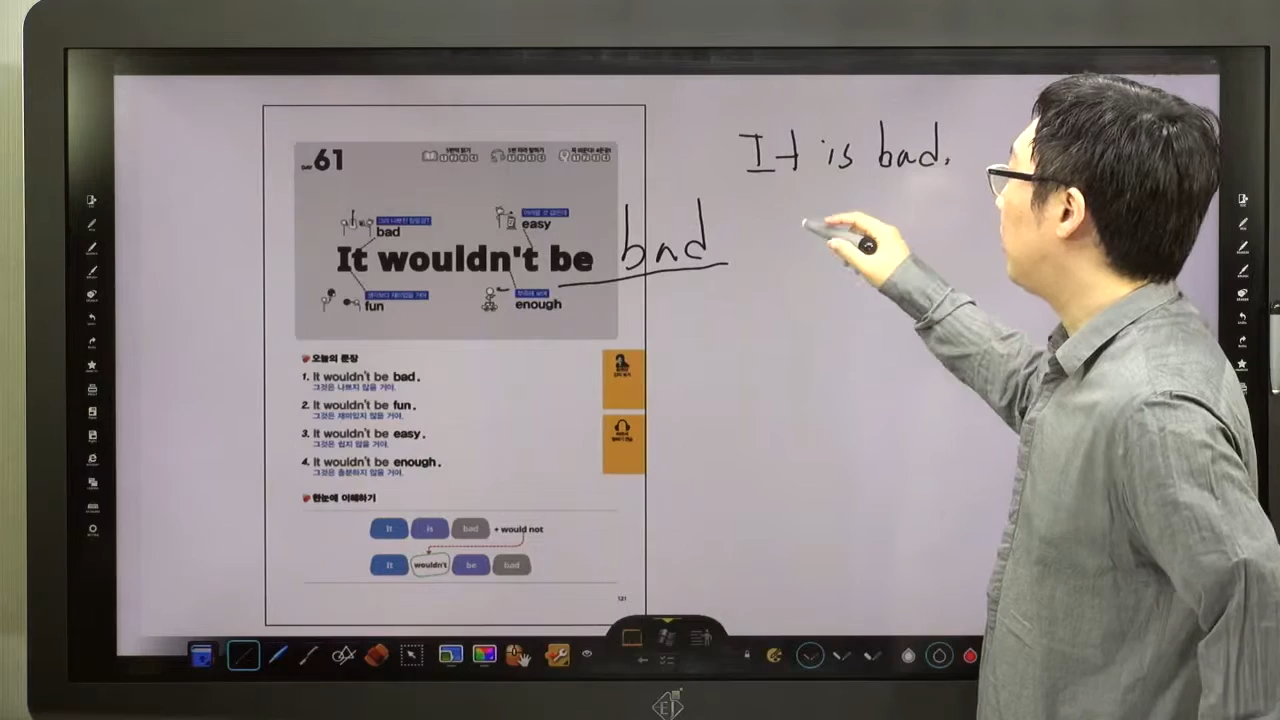 DAY 61
It is bad.
bad
easy
It wouldn't be bad
fun
enough
오늘의 문장
1. It wouldn't be bad.
그것은 나쁘지 않을 거야.
2. It wouldn't be fun.
그것은 재미있지 않을 거야.
3. It wouldn't be easy.
그것은 쉽지 않을 거야.
4. It wouldn't be enough.
그것은 충분하지 않을 거야.
한눈에 이해하기
It is bad + would not
It wouldn't be bad
121